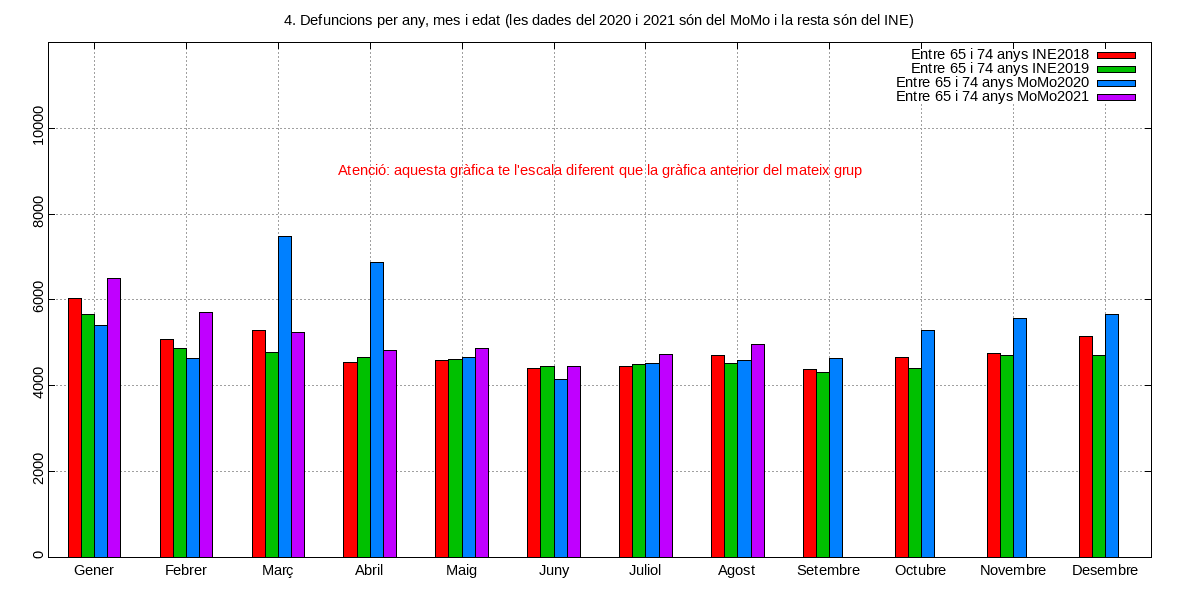 4. Defuncions per any, mes i edat (les dades del 2020 i 2021 són del MoMo i la resta són del INE)
Entre 65 i 74 anys INE2018
Entre 65 i 74 anys INE2019
Entre 65 i 74 anys MoMo2020
Entre 65 i 74 anys MoMo2021
Atenció: aquesta gràfica te l'escala diferent que la gràfica anterior del mateix grup
10000
8000
6000
4000
2000
0
Gener Febrer Març Abril Maig Juny Juliol Agost Setembre Octubre Novembre Desembre